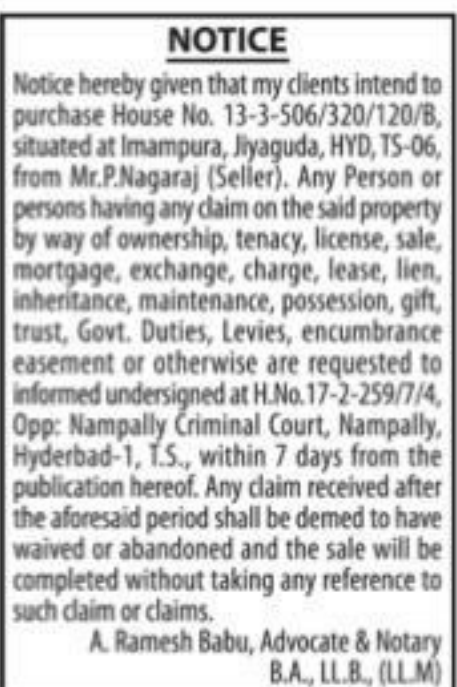 NOTICE
Notice hereby given that my clients intend to
purchase House No. 13-3-506/320/120/B,
situated at Imampura, Jiyaguda, HYD, TS-06,
from Mr.P.Nagaraj (Seller). Any Person or
persons having any claim on the said property
by way of ownership, tenacy, license, sale,
mortgage, exchange, charge, lease, lien,
inheritance, maintenance, possession, gift,
trust, Govt. Duties, Levies, encumbrance
easement or otherwise are requested to
informed undersigned at H.No.17-2-259/7/4,
Opp: Nampally Criminal Court, Nampally,
Hyderbad-1, T.S., within 7 days from the
publication hereof. Any claim received after
the aforesaid period shall be demed to have
waived or abandoned and the sale will be
completed without taking any reference to
such claim or claims.
A. Ramesh Babu, Advocate & Notary
B.A., LL.B., (LL.M)